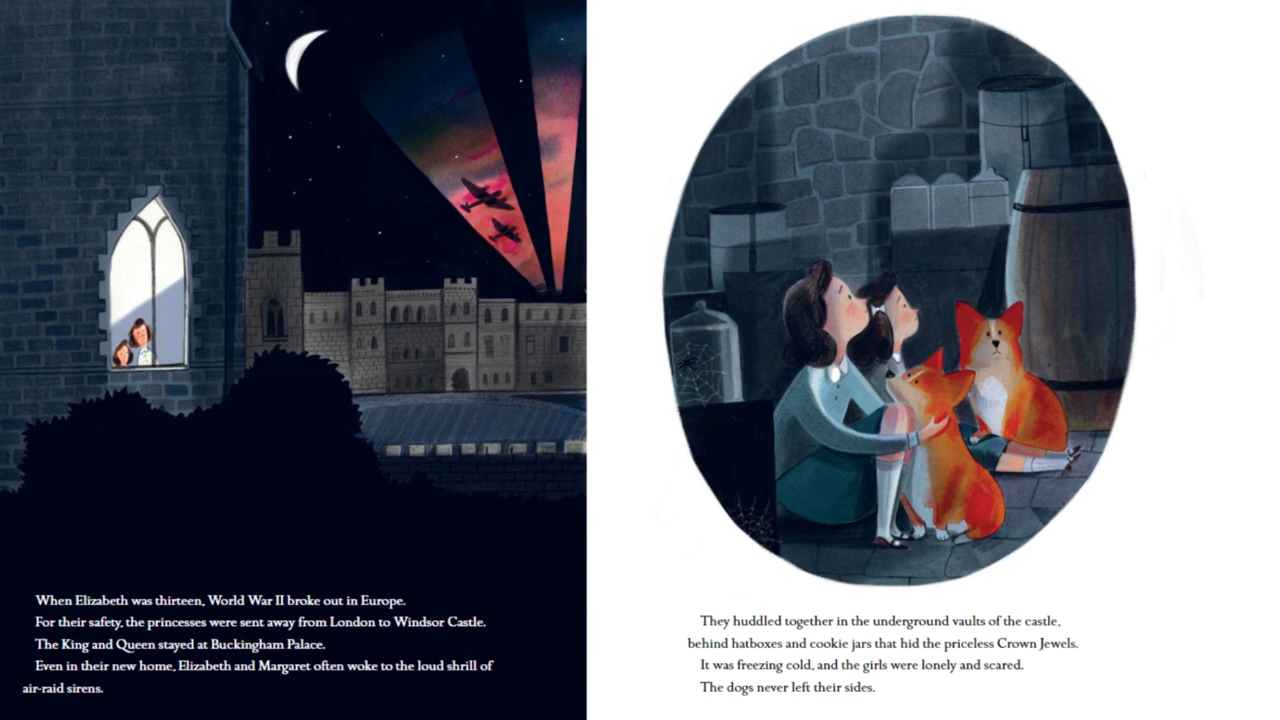 When Elizabeth was thirteen, World War II broke out in Europe.
For their safety, the princesses were sent away from London to Windsor Castle.
The King and Queen stayed at Buckingham Palace.
Even in their new home, Elizabeth and Margaret often woke to the loud shrill of
air-raid sirens.
They huddled together in the underground vaults of the castle,
behind hatboxes and cookie jars that hid the priceless Crown Jewels.
It was freezing cold, and the girls were lonely and scared.
The dogs never left their sides.